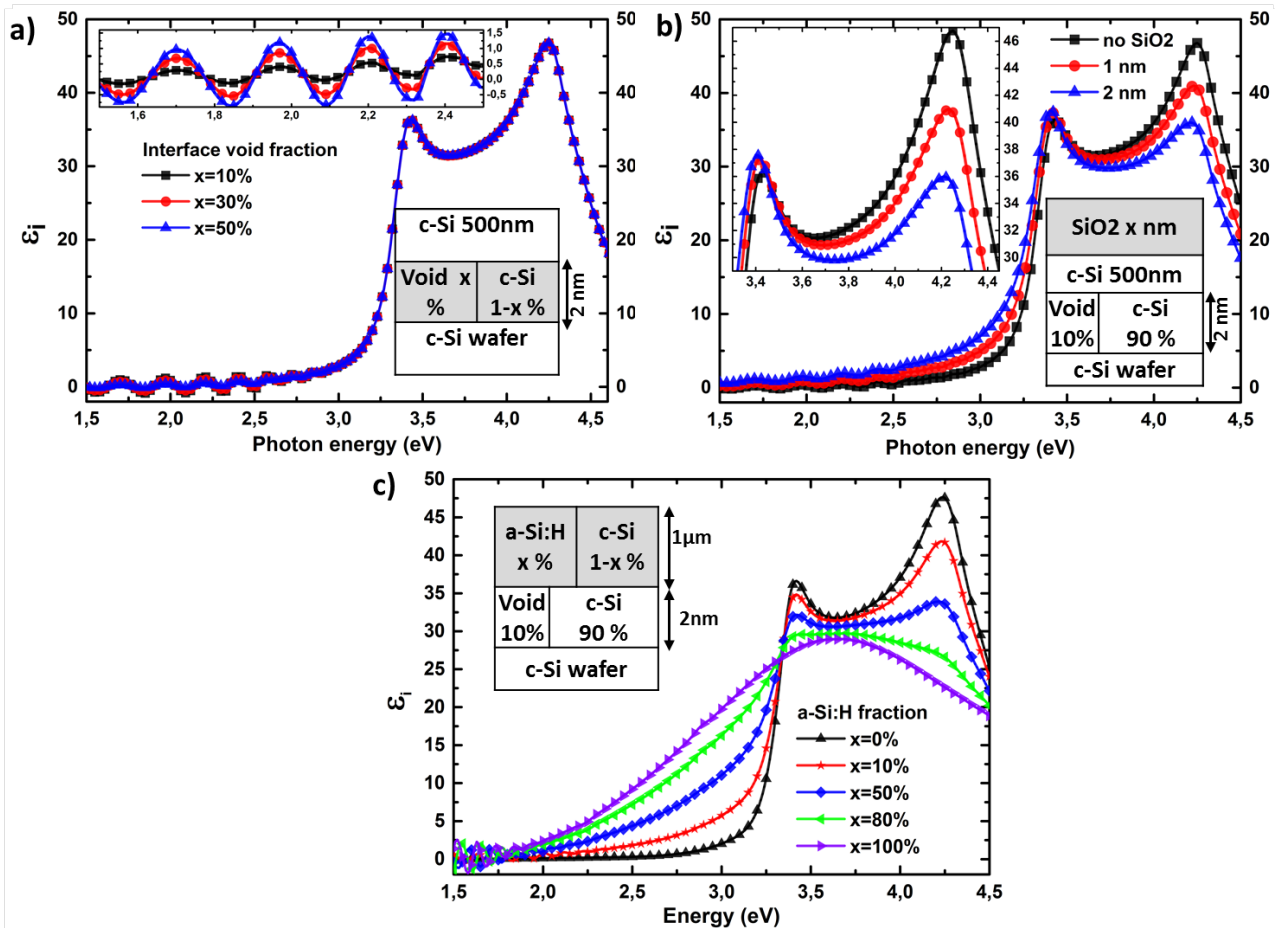 a)
50
40
30
20
10
0
εi
1,5
2,0
2,5
3,0
3,5
4,0
4,5
Photon energy (eV)
50
40
30
20
10
0
1,6
1,8
2,0
2,2
2,4
1,5
1,0
0,5
0,0
-0,5
Interface void fraction
x=10%
x=30%
x=50%
c-Si 500nm
Void x
%
c-Si
1-x %
2 nm
c-Si wafer
b)
50
40
30
20
10
0
εi
1,5
2,0
2,5
3,0
3,5
4,0
4,5
Photon energy (eV)
50
40
30
20
10
0
3,4
3,6
3,8
4,0
4,2
4,4
46
44
42
40
38
36
34
32
30
no SiO2
1 nm
2 nm
SiO2 x nm
c-Si 500nm
Void
10%
c-Si
90 %
2 nm
c-Si wafer
c)
50
45
40
35
30
25
20
15
10
5
0
εi
1,5
2,0
2,5
3,0
3,5
4,0
4,5
Energy (eV)
a-Si:H
x %
c-Si
1-x %
1μm
Void
10%
c-Si
90 %
2nm
c-Si wafer
a-Si:H fraction
x=0%
x=10%
x=50%
x=80%
x=100%